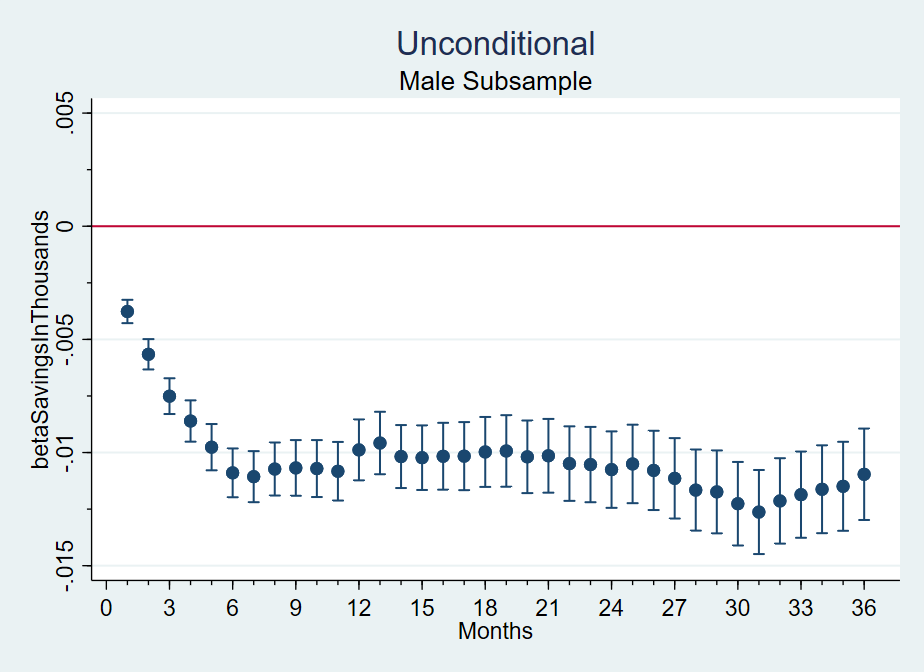 Unconditional
Male Subsample
betaSavingsInThousands
.005
0
-.005
-.01
-.015
0 3 6 9 12 15 18 21 24 27 30 33 36
Months